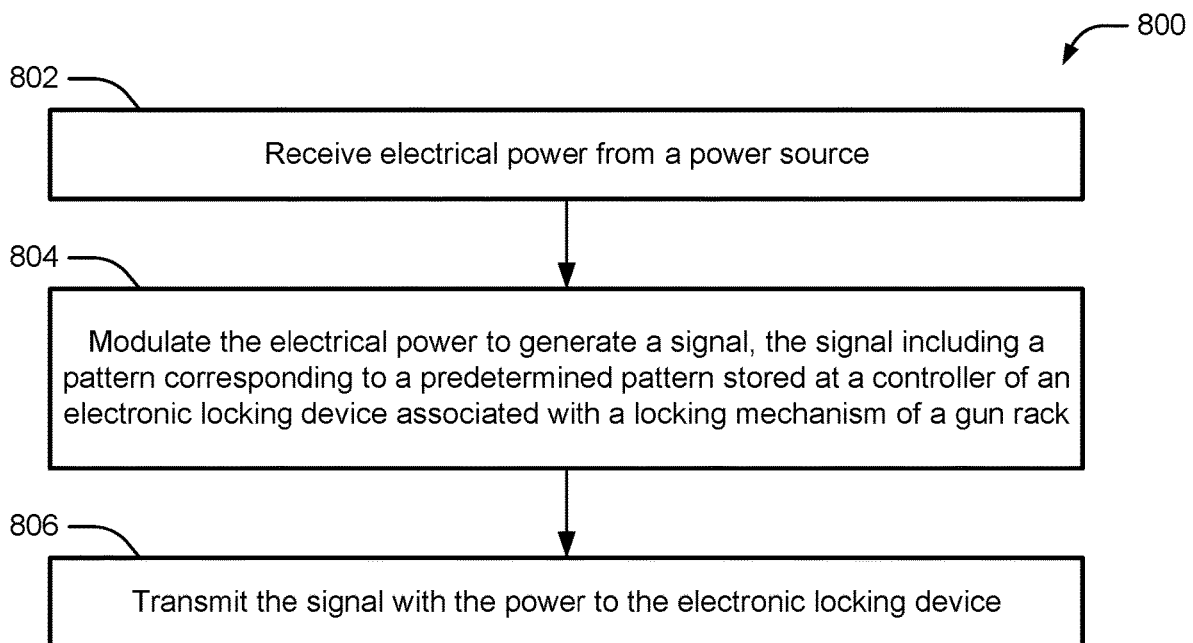 800
802
Receive electrical power from a power source
804
Modulate the electrical power to generate a signal, the signal including a
pattern corresponding to a predetermined pattern stored at a controller of an
electronic locking device associated with a locking mechanism of a gun rack
806
Transmit the signal with the power to the electronic locking device